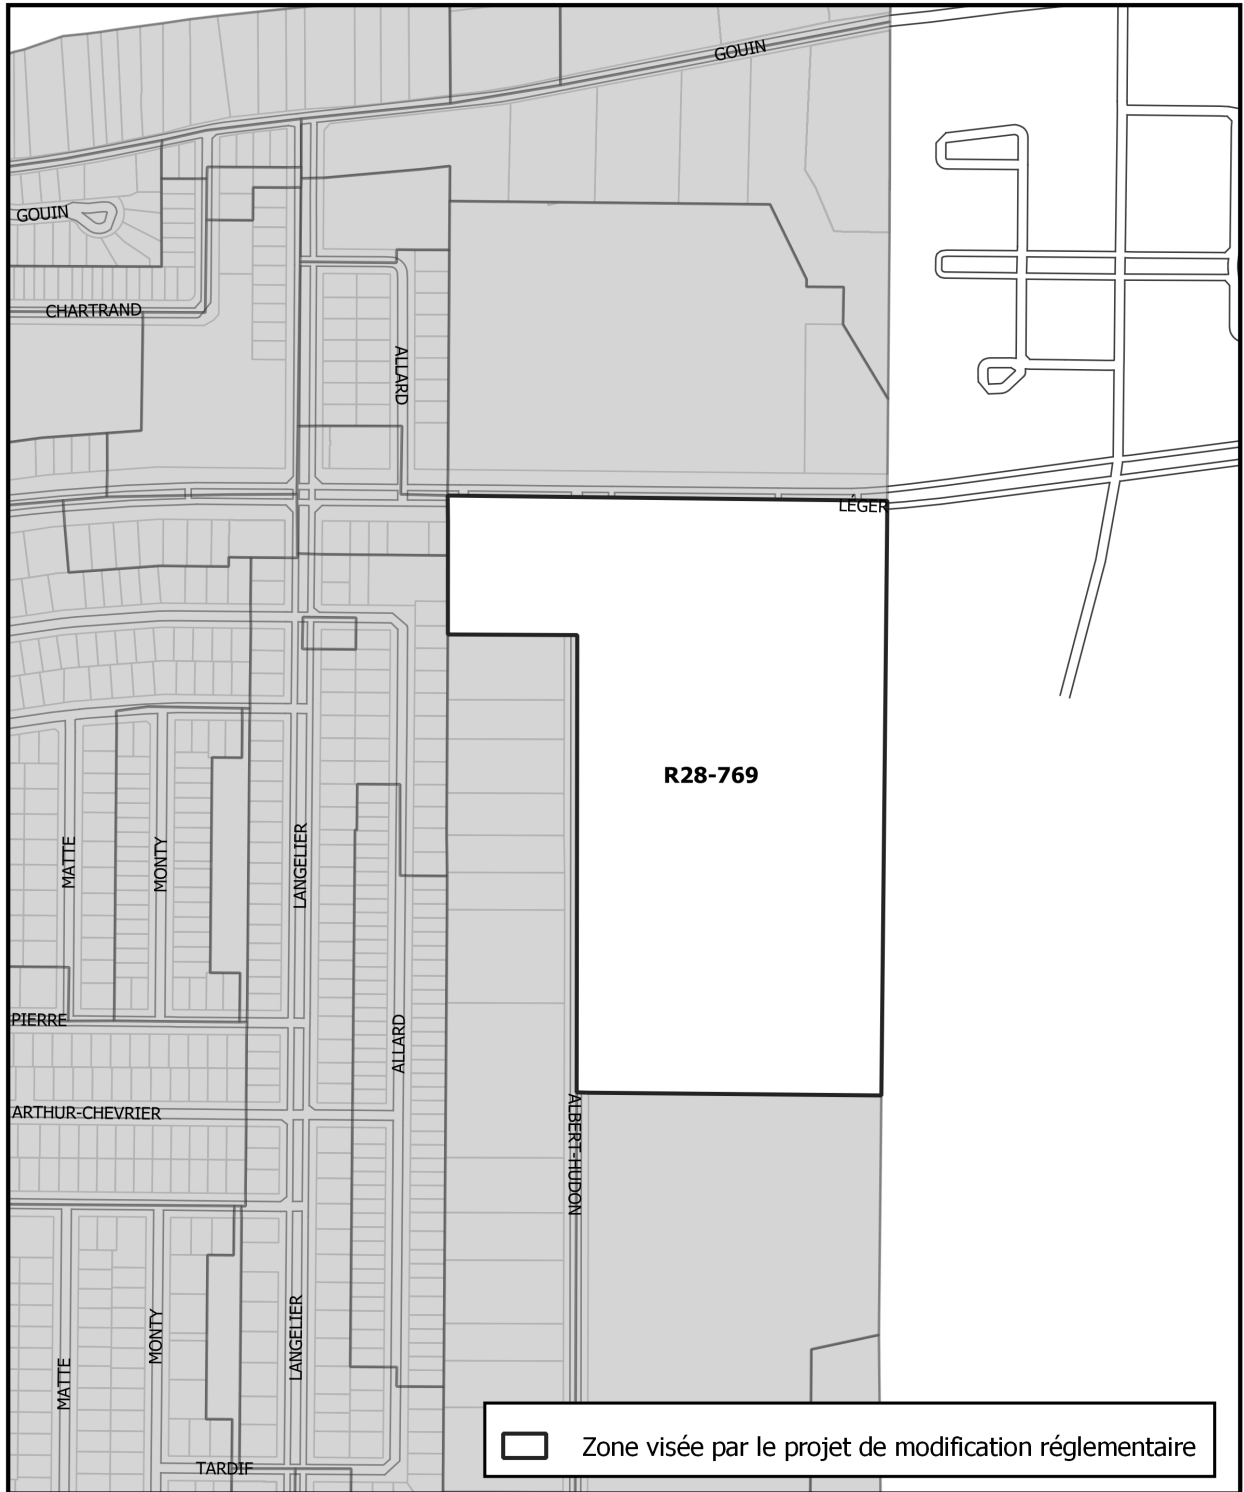 GOUIN
GOUIN
CHARTRAND
ALLARD
LÉGER
R28-769
MATTE
MONTY
LANGELIER
PIERRE
ALLARD
ARTHUR-CHEVRIER
ALBERT-HUDON
MATTE
MONTY
LANGELIER
TARDIF
Zone visée par le projet de modification réglementaire